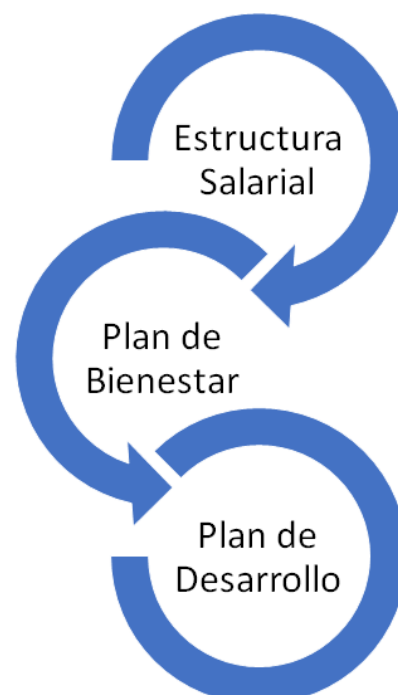 Estructura
Salarial
Plan de
Bienestar
Plan de
Desarrollo